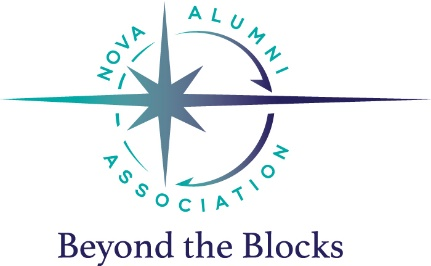 NOVA ALUMNI
ASSOCIATION
Beyond the Blocks